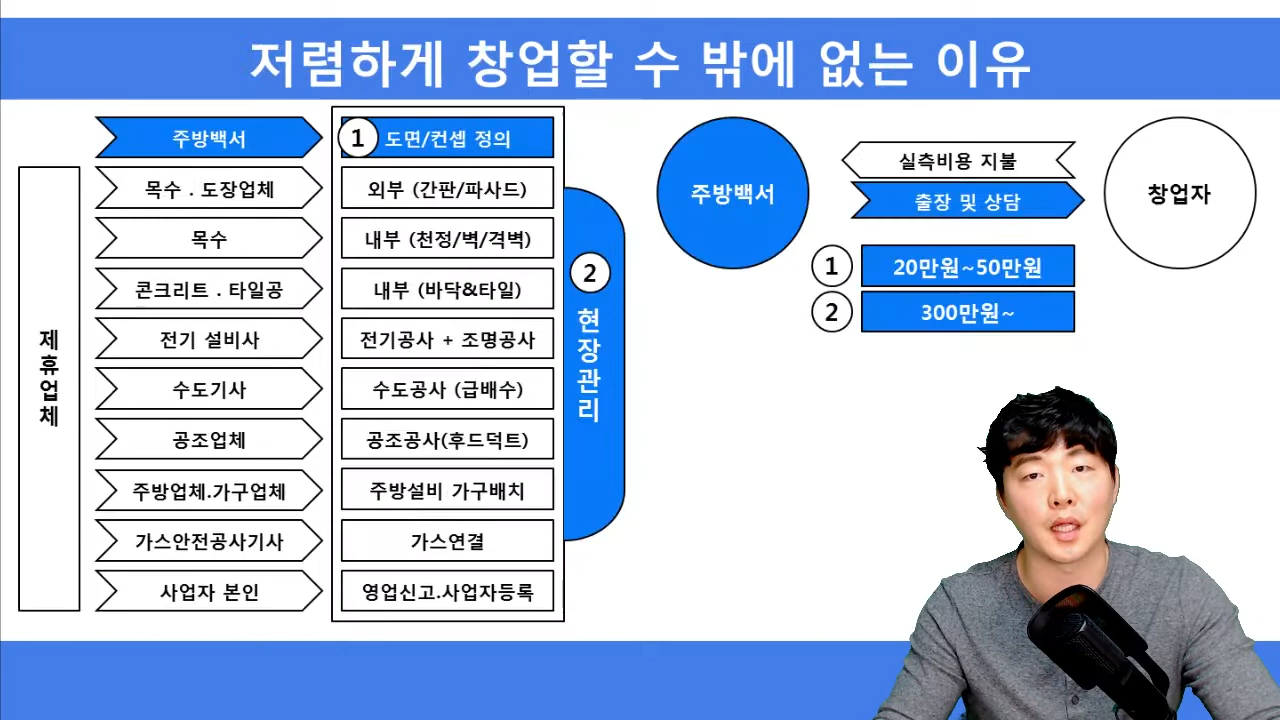 저렴하게 창업할 수 밖에 없는 이유
주방백서
1 도면/컨셉 정의
제휴업체
목수 . 도장업체
외부 (간판/파사드)
목수
내부 (천정/벽/격벽)
콘크리트 . 타일공
내부 (바닥&타일)
전기 설비사
전기공사 + 조명공사
수도기사
수도공사 (급배수)
공조업체
공조공사(후드덕트)
주방업체.가구업체
주방설비 가구배치
가스안전공사기사
가스연결
사업자 본인
영업신고.사업자등록
2
현장관리
주방백서
실측비용 지불
출장 및 상담
창업자
1 20만원~50만원
2 300만원~